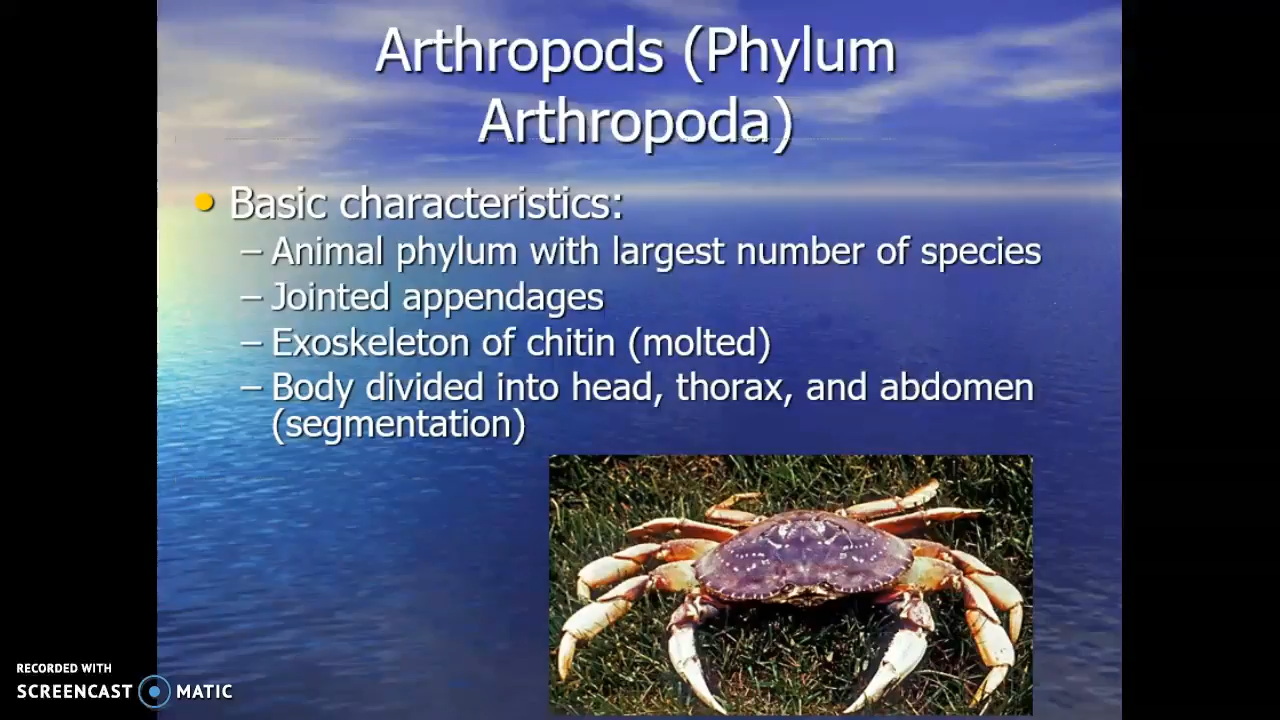 Arthropods (Phylum
Arthropoda)
• Basic characteristics:
– Animal phylum with largest number of species
– Jointed appendages
– Exoskeleton of chitin (molted)
– Body divided into head, thorax, and abdomen
(segmentation)
RECORDED WITH
SCREENCAST MATIC